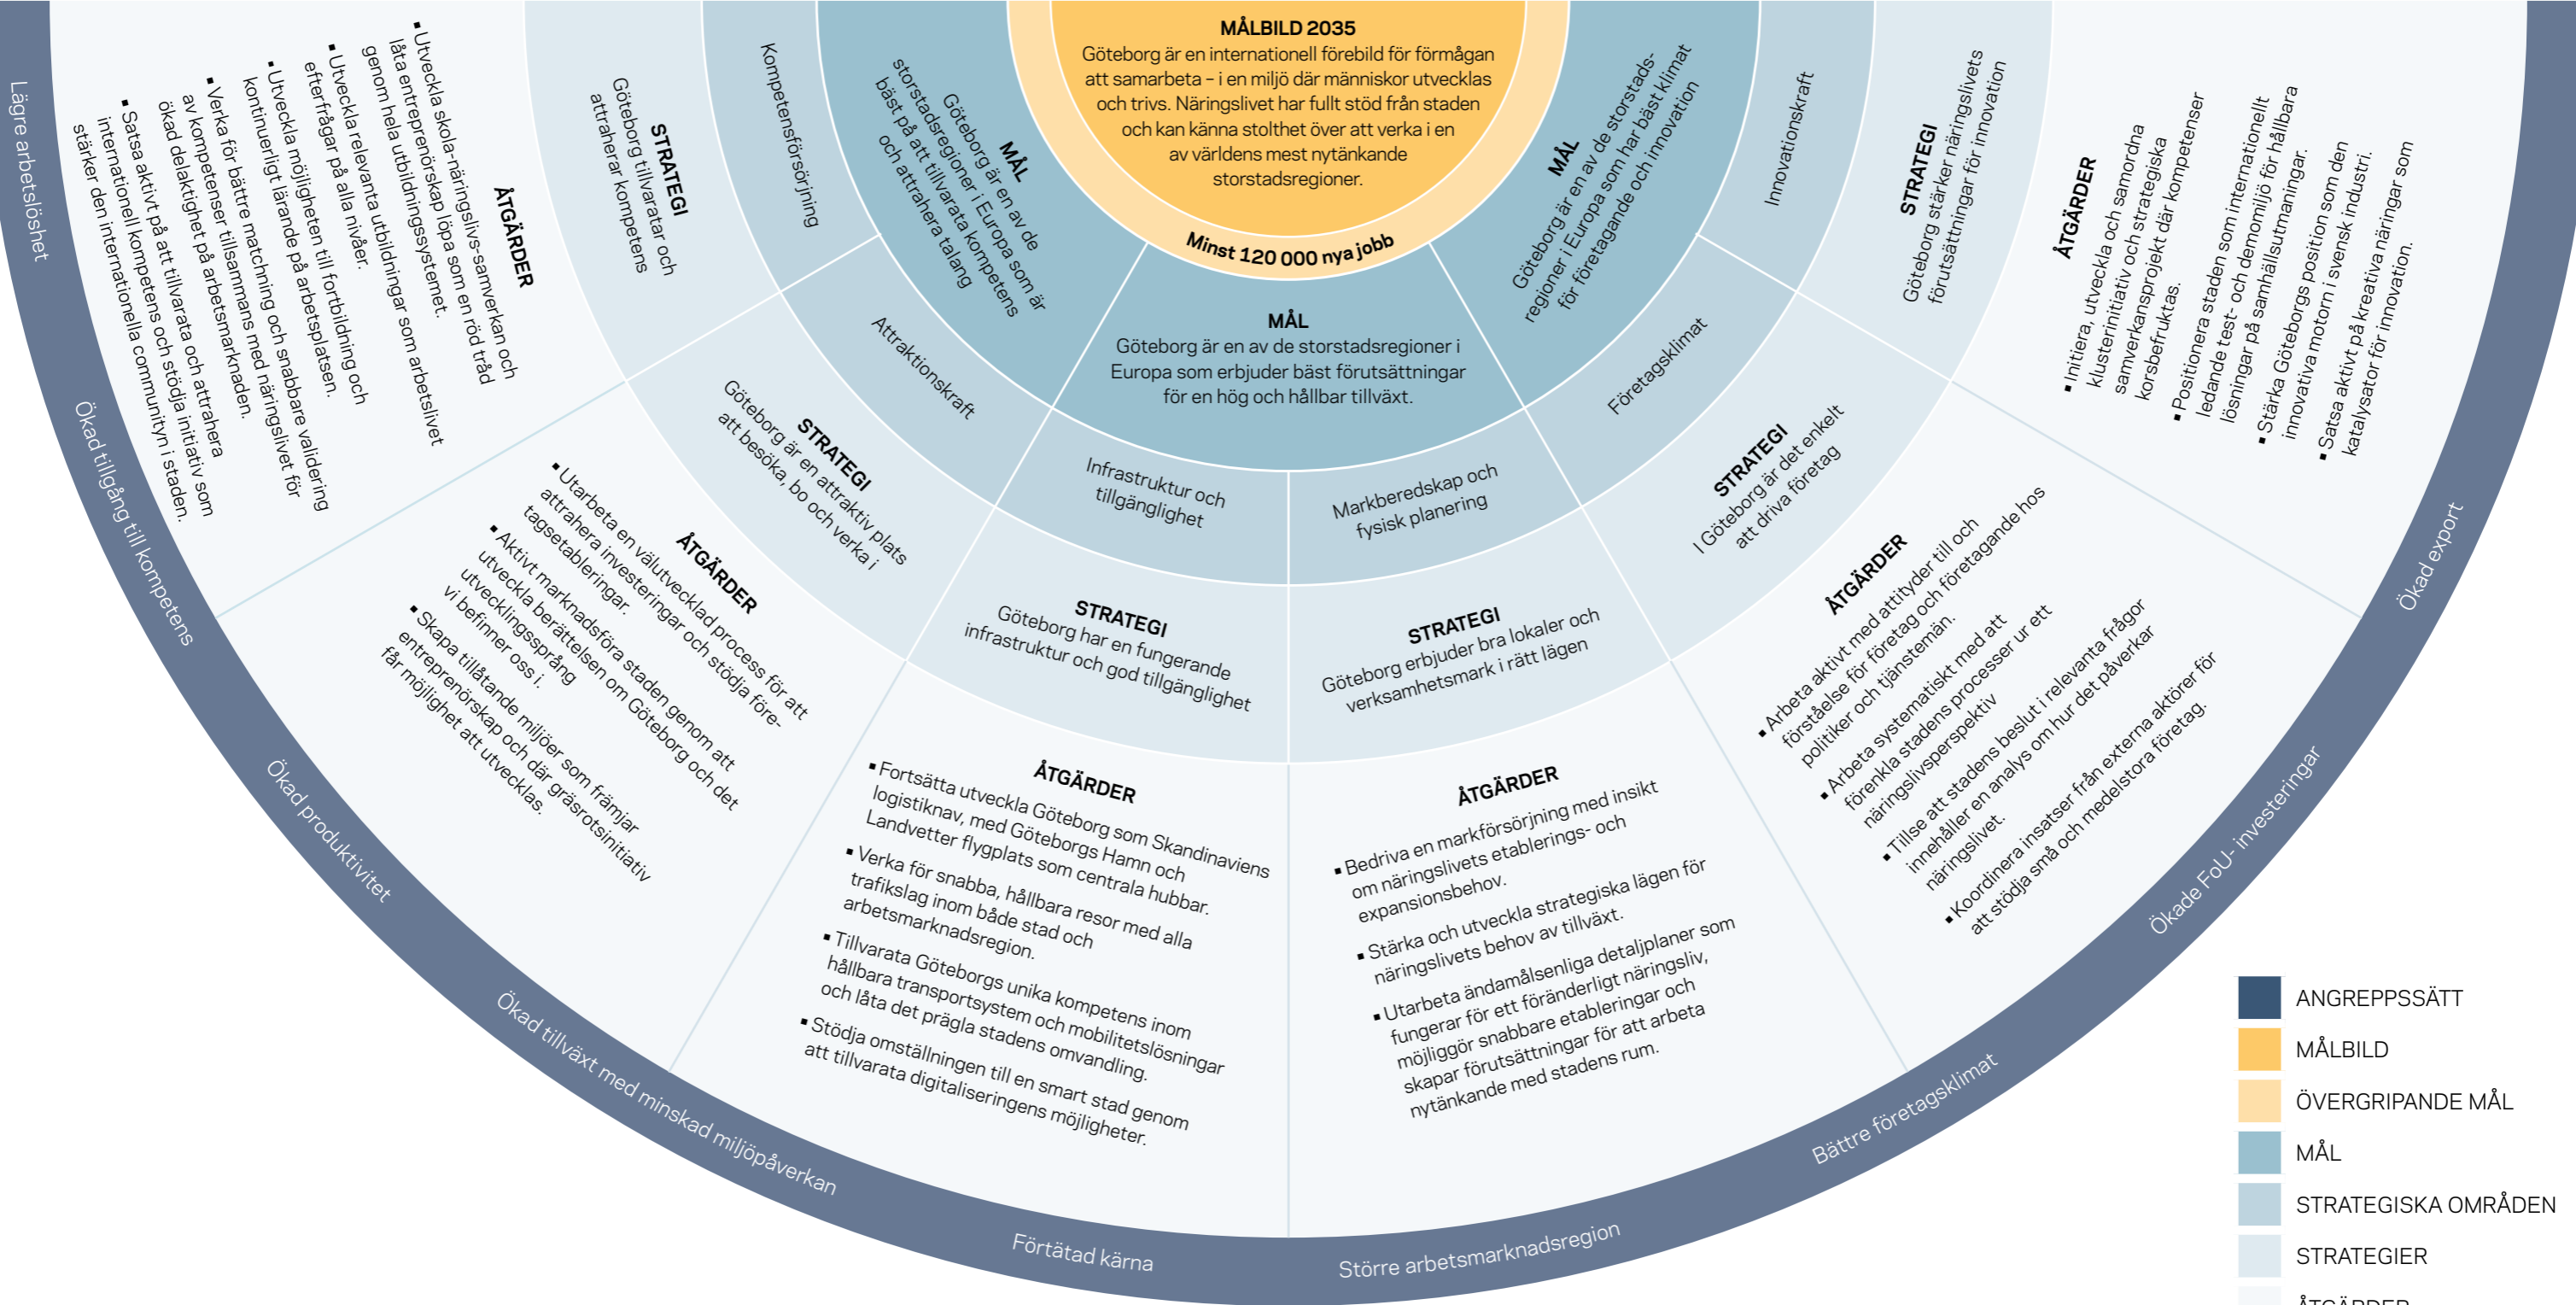 MÅLBILD 2035
Göteborg är en internationell förebild för förmågan
att samarbeta – i en miljö där människor utvecklas
och trivs. Näringslivet har fullt stöd från staden
och kan känna stolthet över att verka i en
av världens mest nytänkande
storstadsregioner.
Minst 120 000 nya jobb
MÅL
Göteborg är en av de
storstadsregioner i Europa som är
bäst på att tillvarata kompetens
och attrahera talang
MÅL
Göteborg är en av de storstadsregioner i
Europa som erbjuder bäst förutsättningar
för en hög och hållbar tillväxt.
MÅL
Göteborg är en av de storstads-
regioner i Europa som har bäst klimat
för företagande och innovation
Kompetensförsörjning
Attraktionskraft
Infrastruktur och
tillgänglighet
Markberedskap och
fysisk planering
Företagsklimat
Innovationskraft
STRATEGI
Göteborg tillvaratar och
attraherar kompetens
STRATEGI
Göteborg är en attraktiv plats
att besöka, bo och verka i
STRATEGI
Göteborg har en fungerande
infrastruktur och god tillgänglighet
STRATEGI
Göteborg erbjuder bra lokaler och
verksamhetsmark i rätt lägen
STRATEGI
I Göteborg är det enkelt
att driva företag
STRATEGI
Göteborg stärker näringslivets
förutsättningar för innovation
ÅTGÄRDER
▪ Utveckla skola-näringslivs-samverkan och
låta entreprenörskap löpa som en röd tråd
genom hela utbildningssystemet.
▪ Utveckla relevanta utbildningar som arbetslivet
efterfrågar på alla nivåer.
▪ Utveckla möjligheten till fortbildning och
kontinuerligt lärande på arbetsplatsen.
▪ Verka för bättre matchning och snabbare validering
av kompetenser tillsammans med näringslivet för
ökad delaktighet på arbetsmarknaden.
▪ Satsa aktivt på att tillvarata och attrahera
internationell kompetens och stödja initiativ som
stärker den internationella communityn i staden.
ÅTGÄRDER
▪ Utarbeta en välutvecklad process för att
attrahera investeringar och stödja före-
tagsetableringar.
▪ Aktivt marknadsföra staden genom att
utveckla berättelsen om Göteborg och det
utvecklingssprång
vi befinner oss i.
▪ Skapa tillåtande miljöer som främjar
entreprenörskap och där gräsrotsinitiativ
får möjlighet att utvecklas.
ÅTGÄRDER
▪ Fortsätta utveckla Göteborg som Skandinaviens
logistiknav, med Göteborgs Hamn och
Landvetter flygplats som centrala hubbar.
▪ Verka för snabba, hållbara resor med alla
trafikslag inom både stad och
arbetsmarknadsregion.
▪ Tillvarata Göteborgs unika kompetens inom
hållbara transportsystem och mobilitetslösningar
och låta det prägla stadens omvandling.
▪ Stödja omställningen till en smart stad genom
att tillvarata digitaliseringens möjligheter.
ÅTGÄRDER
▪ Bedriva en markförsörjning med insikt
om näringslivets etablerings- och
expansionsbehov.
▪ Stärka och utveckla strategiska lägen för
näringslivets behov av tillväxt.
▪ Utarbeta ändamålsenliga detaljplaner som
fungerar för ett föränderligt näringsliv,
möjliggör snabbare etableringar och
skapar förutsättningar för att arbeta
nytänkande med stadens rum.
ÅTGÄRDER
▪ Arbeta aktivt med attityder till och
förståelse för företag och företagande hos
politiker och tjänstemän.
▪ Arbeta systematiskt med att
förenkla stadens processer ur ett
näringslivsperspektiv
▪ Tillse att stadens beslut i relevanta frågor
innehåller en analys om hur det påverkar
näringslivet.
▪ Koordinera insatser från externa aktörer för
att stödja små och medelstora företag.
ÅTGÄRDER
▪ Initiera, utveckla och samordna
klusterinitiativ och strategiska
samverkansprojekt där kompetenser
korsbefruktas.
▪ Positionera staden som internationellt
ledande test- och demomiljö för hållbara
lösningar på samhällsutmaningar.
▪ Stärka Göteborgs position som den
innovativa motorn i svensk industri.
▪ Satsa aktivt på kreativa näringar som
katalysator för innovation.
Lägre arbetslöshet
Ökad tillgång till kompetens
Ökad produktivitet
Ökad tillväxt med minskad miljöpåverkan
Förtätad kärna
Större arbetsmarknadsregion
Bättre företagsklimat
Ökade FoU- investeringar
Ökad export
ANGREPPSSÄTT
MÅLBILD
ÖVERGRIPANDE MÅL
MÅL
STRATEGISKA OMRÅDEN
STRATEGIER
ÅTGÄRDER